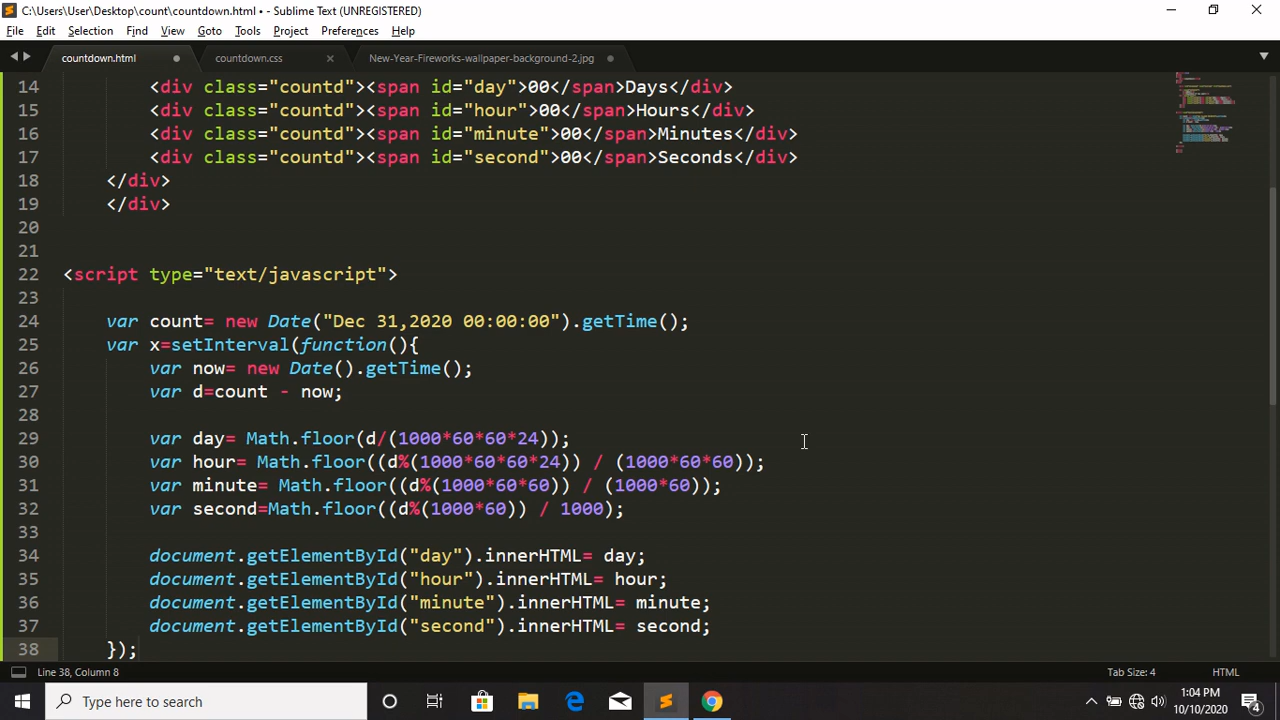 C:\Users\User\Desktop\count\countdown.html • - Sublime Text (UNREGISTERED)
File Edit Selection Find View Goto Tools Project Preferences Help
countdown.html countdown.css New-Year-Fireworks-wallpaper-background-2.jpg
14 <div class="countd"><span id="day">00</span>Days</div>
15 <div class="countd"><span id="hour">00</span>Hours</div>
16 <div class="countd"><span id="minute">00</span>Minutes</div>
17 <div class="countd"><span id="second">00</span>Seconds</div>
18 </div>
19 </div>
20
21
22 <script type="text/javascript">
23
24 var count= new Date("Dec 31,2020 00:00:00").getTime();
25 var x=setInterval(function(){
26 var now= new Date().getTime();
27 var d=count - now;
28
29 var day= Math.floor(d/(1000*60*60*24));
30 var hour= Math.floor((d%(1000*60*60*24)) / (1000*60*60));
31 var minute= Math.floor((d%(1000*60*60)) / (1000*60));
32 var second=Math.floor((d%(1000*60)) / 1000);
33
34 document.getElementById("day").innerHTML= day;
35 document.getElementById("hour").innerHTML= hour;
36 document.getElementById("minute").innerHTML= minute;
37 document.getElementById("second").innerHTML= second;
38 });
Line 38, Column 8 Tab Size: 4 HTML
Type here to search
1:04 PM
10/10/2020
4